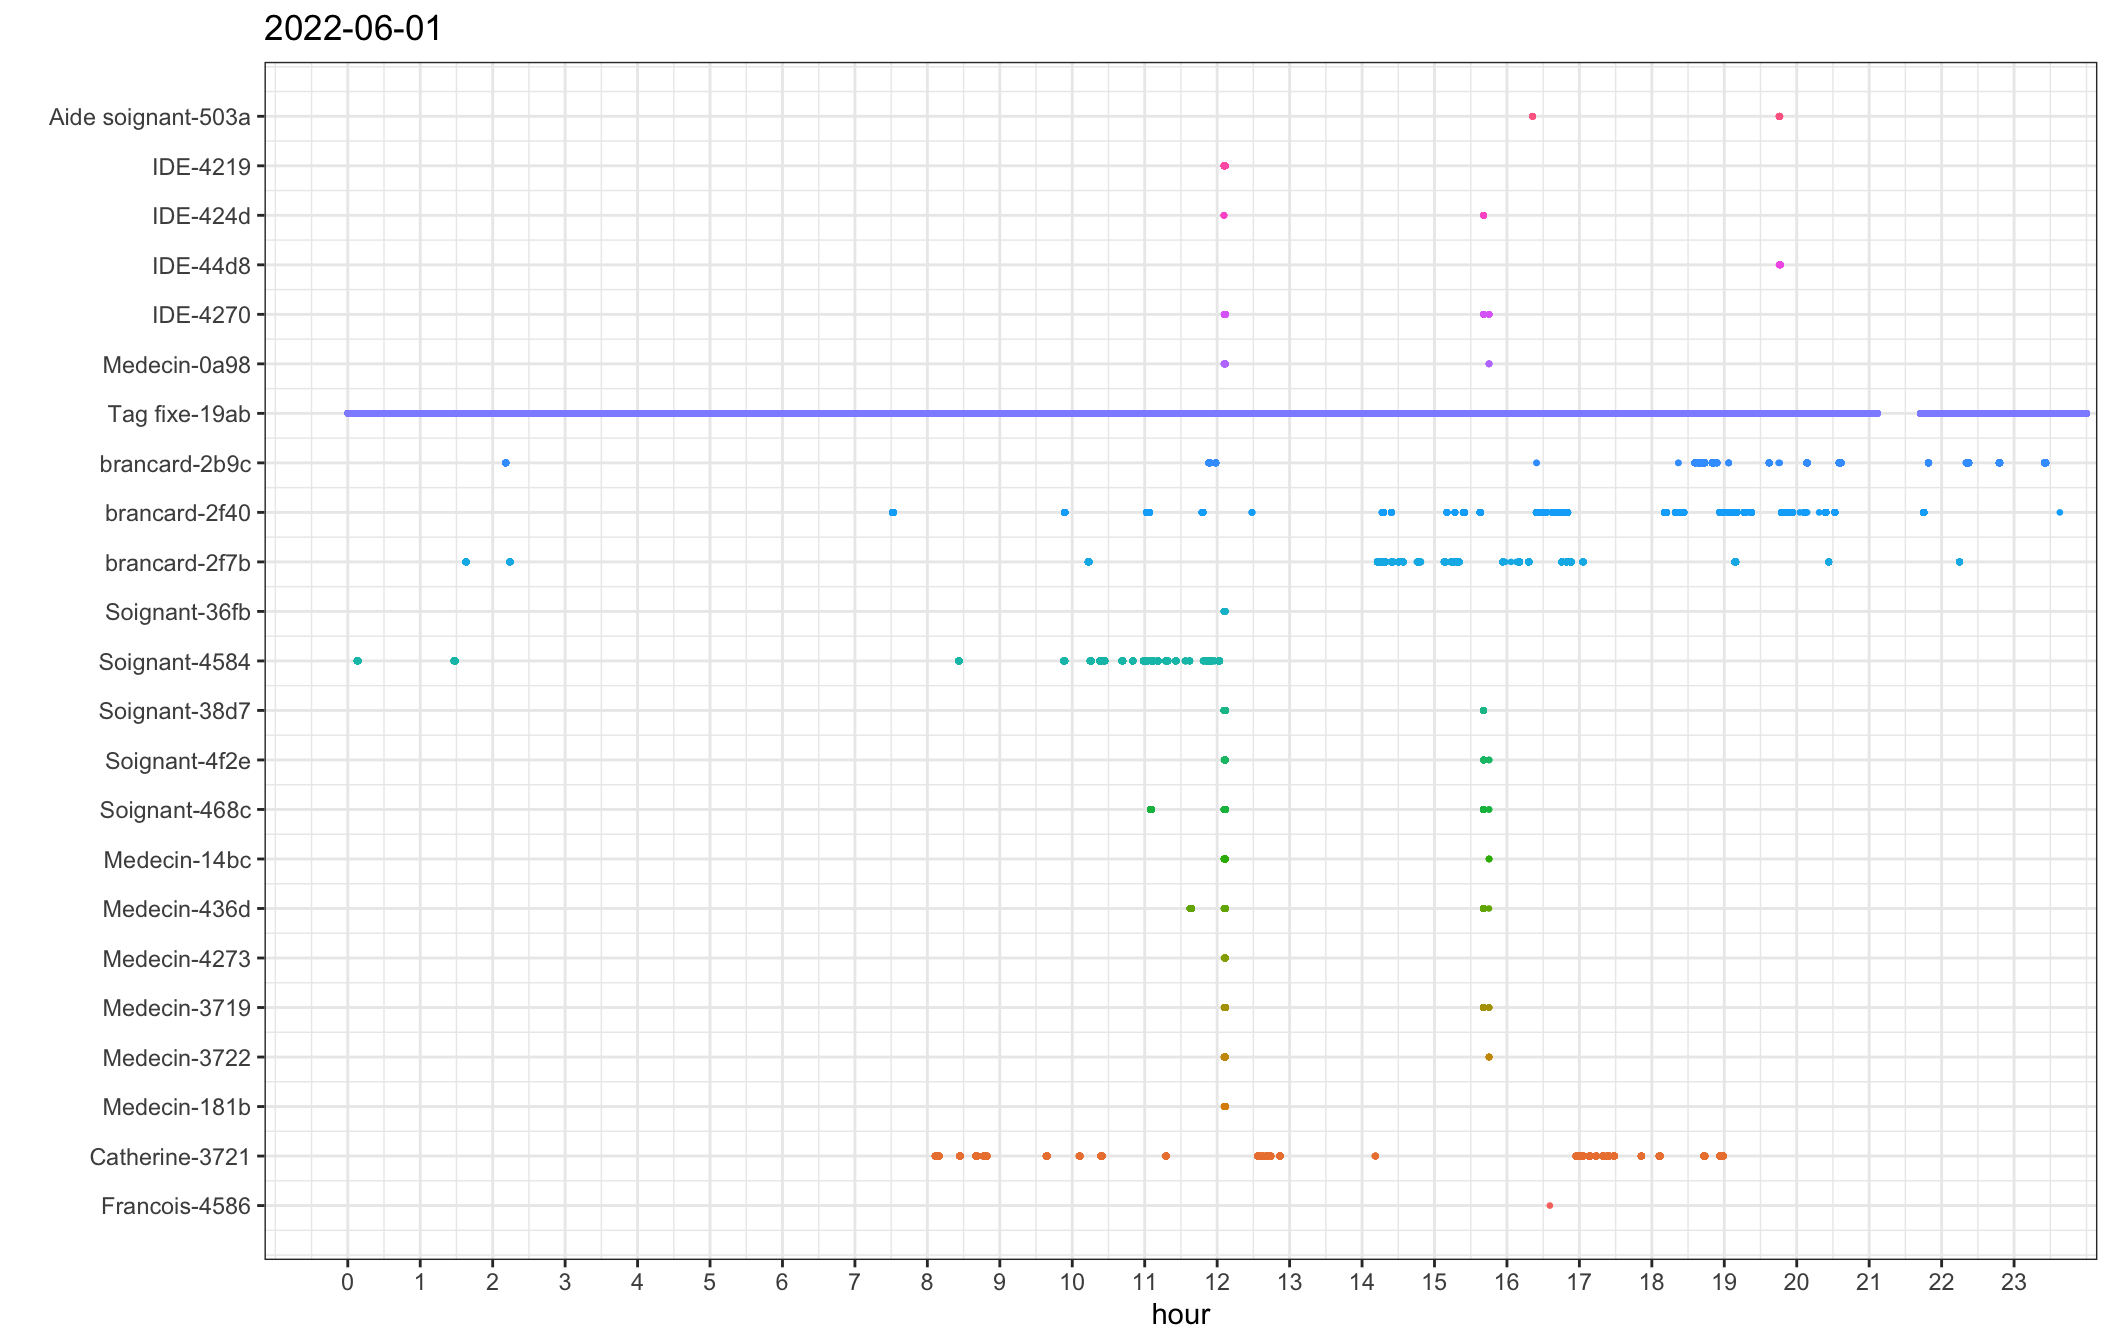 2022-06-01
Aide soignant-503a
IDE-4219
IDE-424d
IDE-44d8
IDE-4270
Medecin-0a98
Tag fixe-19ab
brancard-2b9c
brancard-2f40
brancard-2f7b
Soignant-36fb
Soignant-4584
Soignant-38d7
Soignant-4f2e
Soignant-468c
Medecin-14bc
Medecin-436d
Medecin-4273
Medecin-3719
Medecin-3722
Medecin-181b
Catherine-3721
Francois-4586
0 1 2 3 4 5 6 7 8 9 10 11 12 13 14 15 16 17 18 19 20 21 22 23
hour